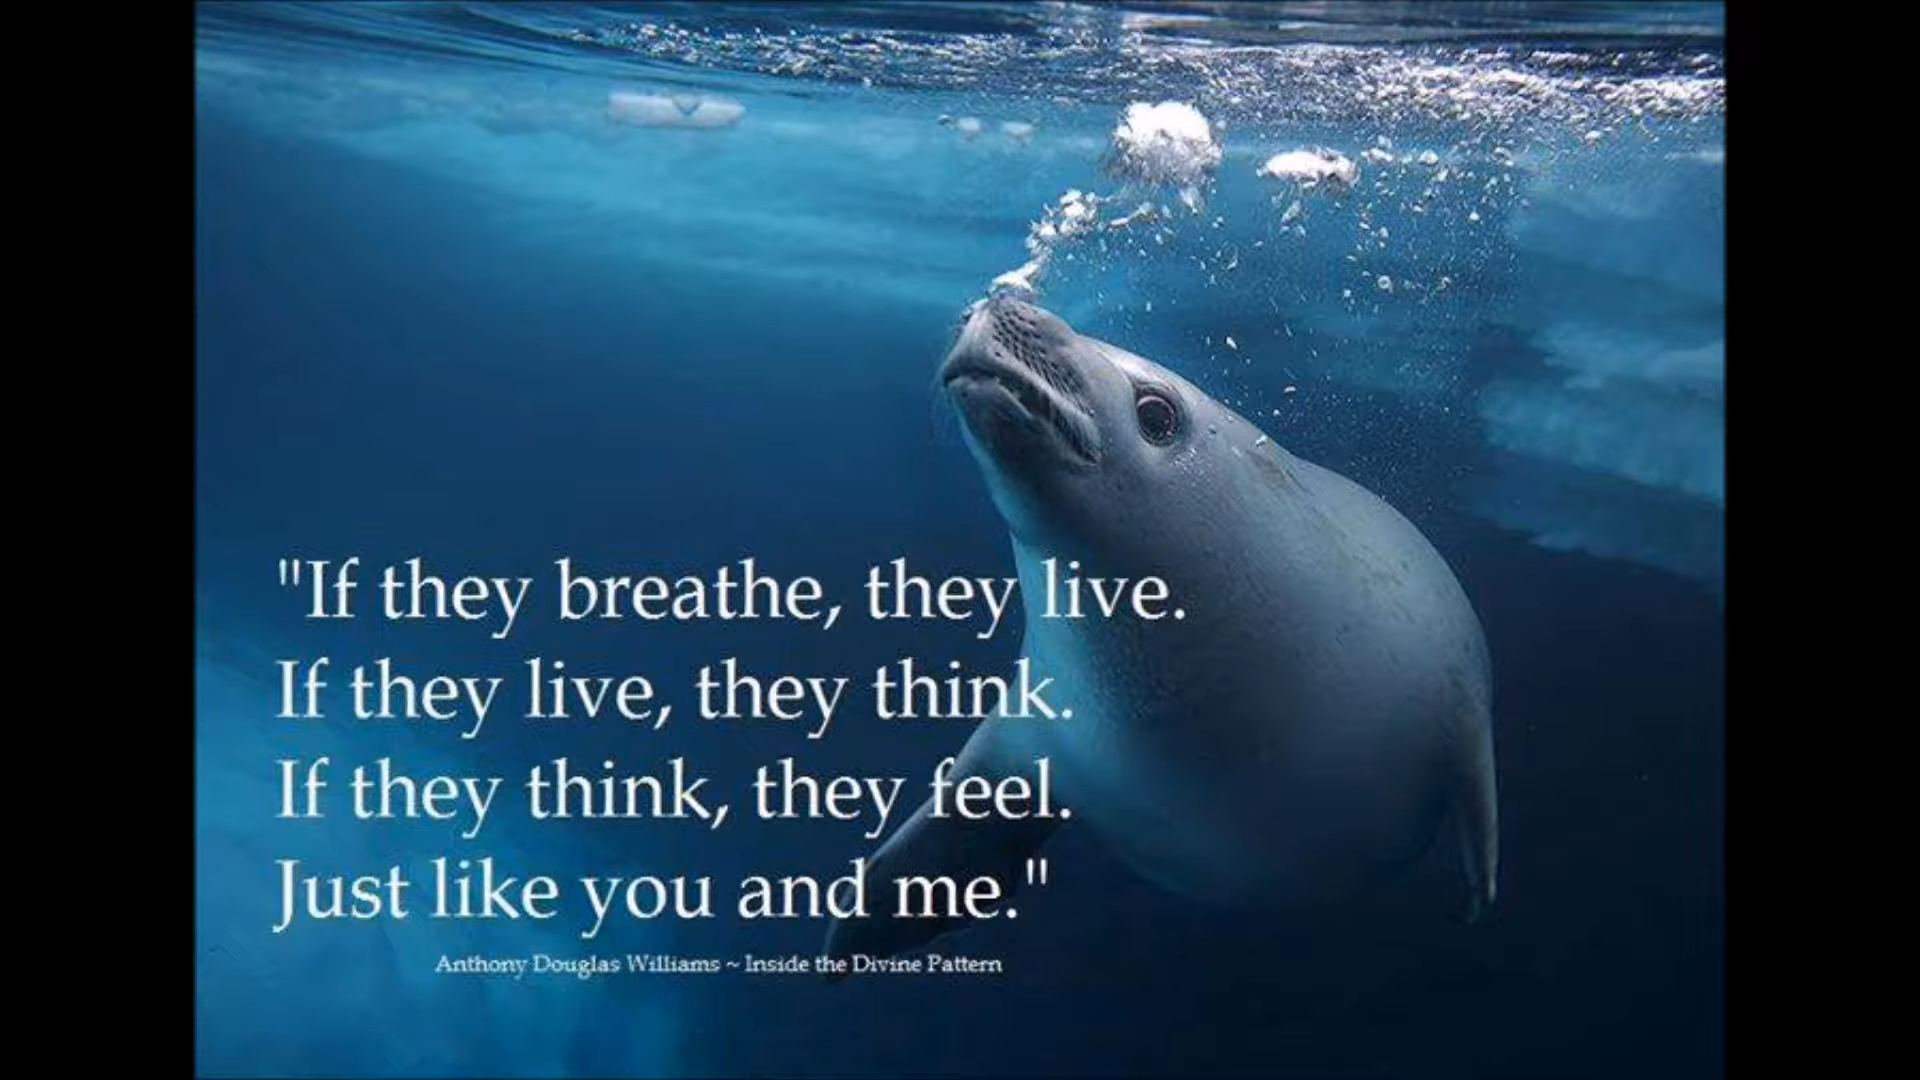 "If they breathe, they live.
If they live, they think.
If they think, they feel.
Just like you and me."
Anthony Douglas Williams ~ Inside the Divine Pattern